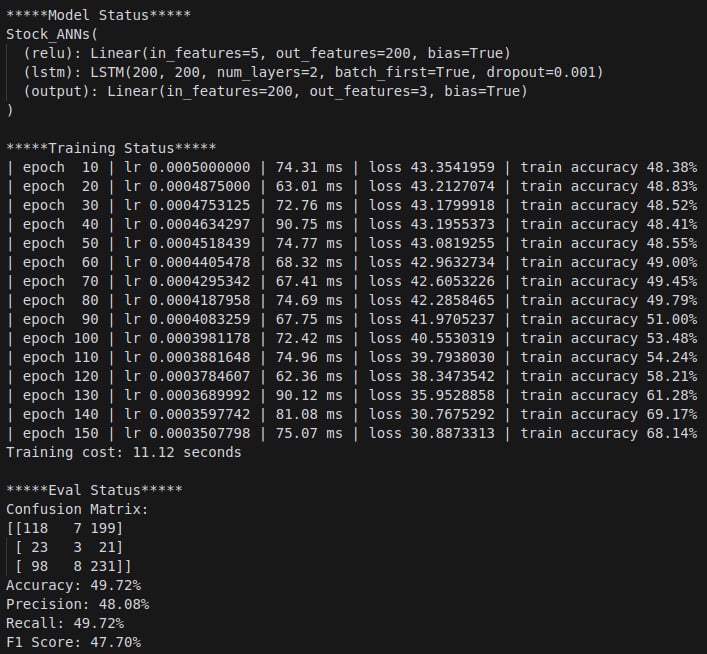 *****Model Status*****
Stock_ANNs(
  (relu): Linear(in_features=5, out_features=200, bias=True)
  (lstm): LSTM(200, 200, num_layers=2, batch_first=True, dropout=0.001)
  (output): Linear(in_features=200, out_features=3, bias=True)
)

*****Training Status*****
| epoch  10 | lr 0.0005000000 | 74.31 ms | loss 43.3541959 | train accuracy 48.38%
| epoch  20 | lr 0.0004875000 | 63.01 ms | loss 43.2127074 | train accuracy 48.83%
| epoch  30 | lr 0.0004753125 | 72.76 ms | loss 43.1799918 | train accuracy 48.52%
| epoch  40 | lr 0.0004634297 | 90.75 ms | loss 43.1955373 | train accuracy 48.41%
| epoch  50 | lr 0.0004518439 | 74.77 ms | loss 43.0819255 | train accuracy 48.55%
| epoch  60 | lr 0.0004405478 | 68.32 ms | loss 42.9632734 | train accuracy 49.00%
| epoch  70 | lr 0.0004295342 | 67.41 ms | loss 42.6053226 | train accuracy 49.45%
| epoch  80 | lr 0.0004187958 | 74.69 ms | loss 42.2858465 | train accuracy 49.79%
| epoch  90 | lr 0.0004083259 | 67.75 ms | loss 41.9705237 | train accuracy 51.00%
| epoch 100 | lr 0.0003981178 | 72.42 ms | loss 40.5530319 | train accuracy 53.48%
| epoch 110 | lr 0.0003881648 | 74.96 ms | loss 39.7938030 | train accuracy 54.24%
| epoch 120 | lr 0.0003784607 | 62.36 ms | loss 38.3473542 | train accuracy 58.21%
| epoch 130 | lr 0.0003689992 | 90.12 ms | loss 35.9528858 | train accuracy 61.28%
| epoch 140 | lr 0.0003597742 | 81.08 ms | loss 30.7675292 | train accuracy 69.17%
| epoch 150 | lr 0.0003507798 | 75.07 ms | loss 30.8873313 | train accuracy 68.14%
Training cost: 11.12 seconds

*****Eval Status*****
Confusion Matrix:
[[118   7 199]
 [ 23   3  21]
 [ 98   8 231]]
Accuracy: 49.72%
Precision: 48.08%
Recall: 49.72%
F1 Score: 47.70%